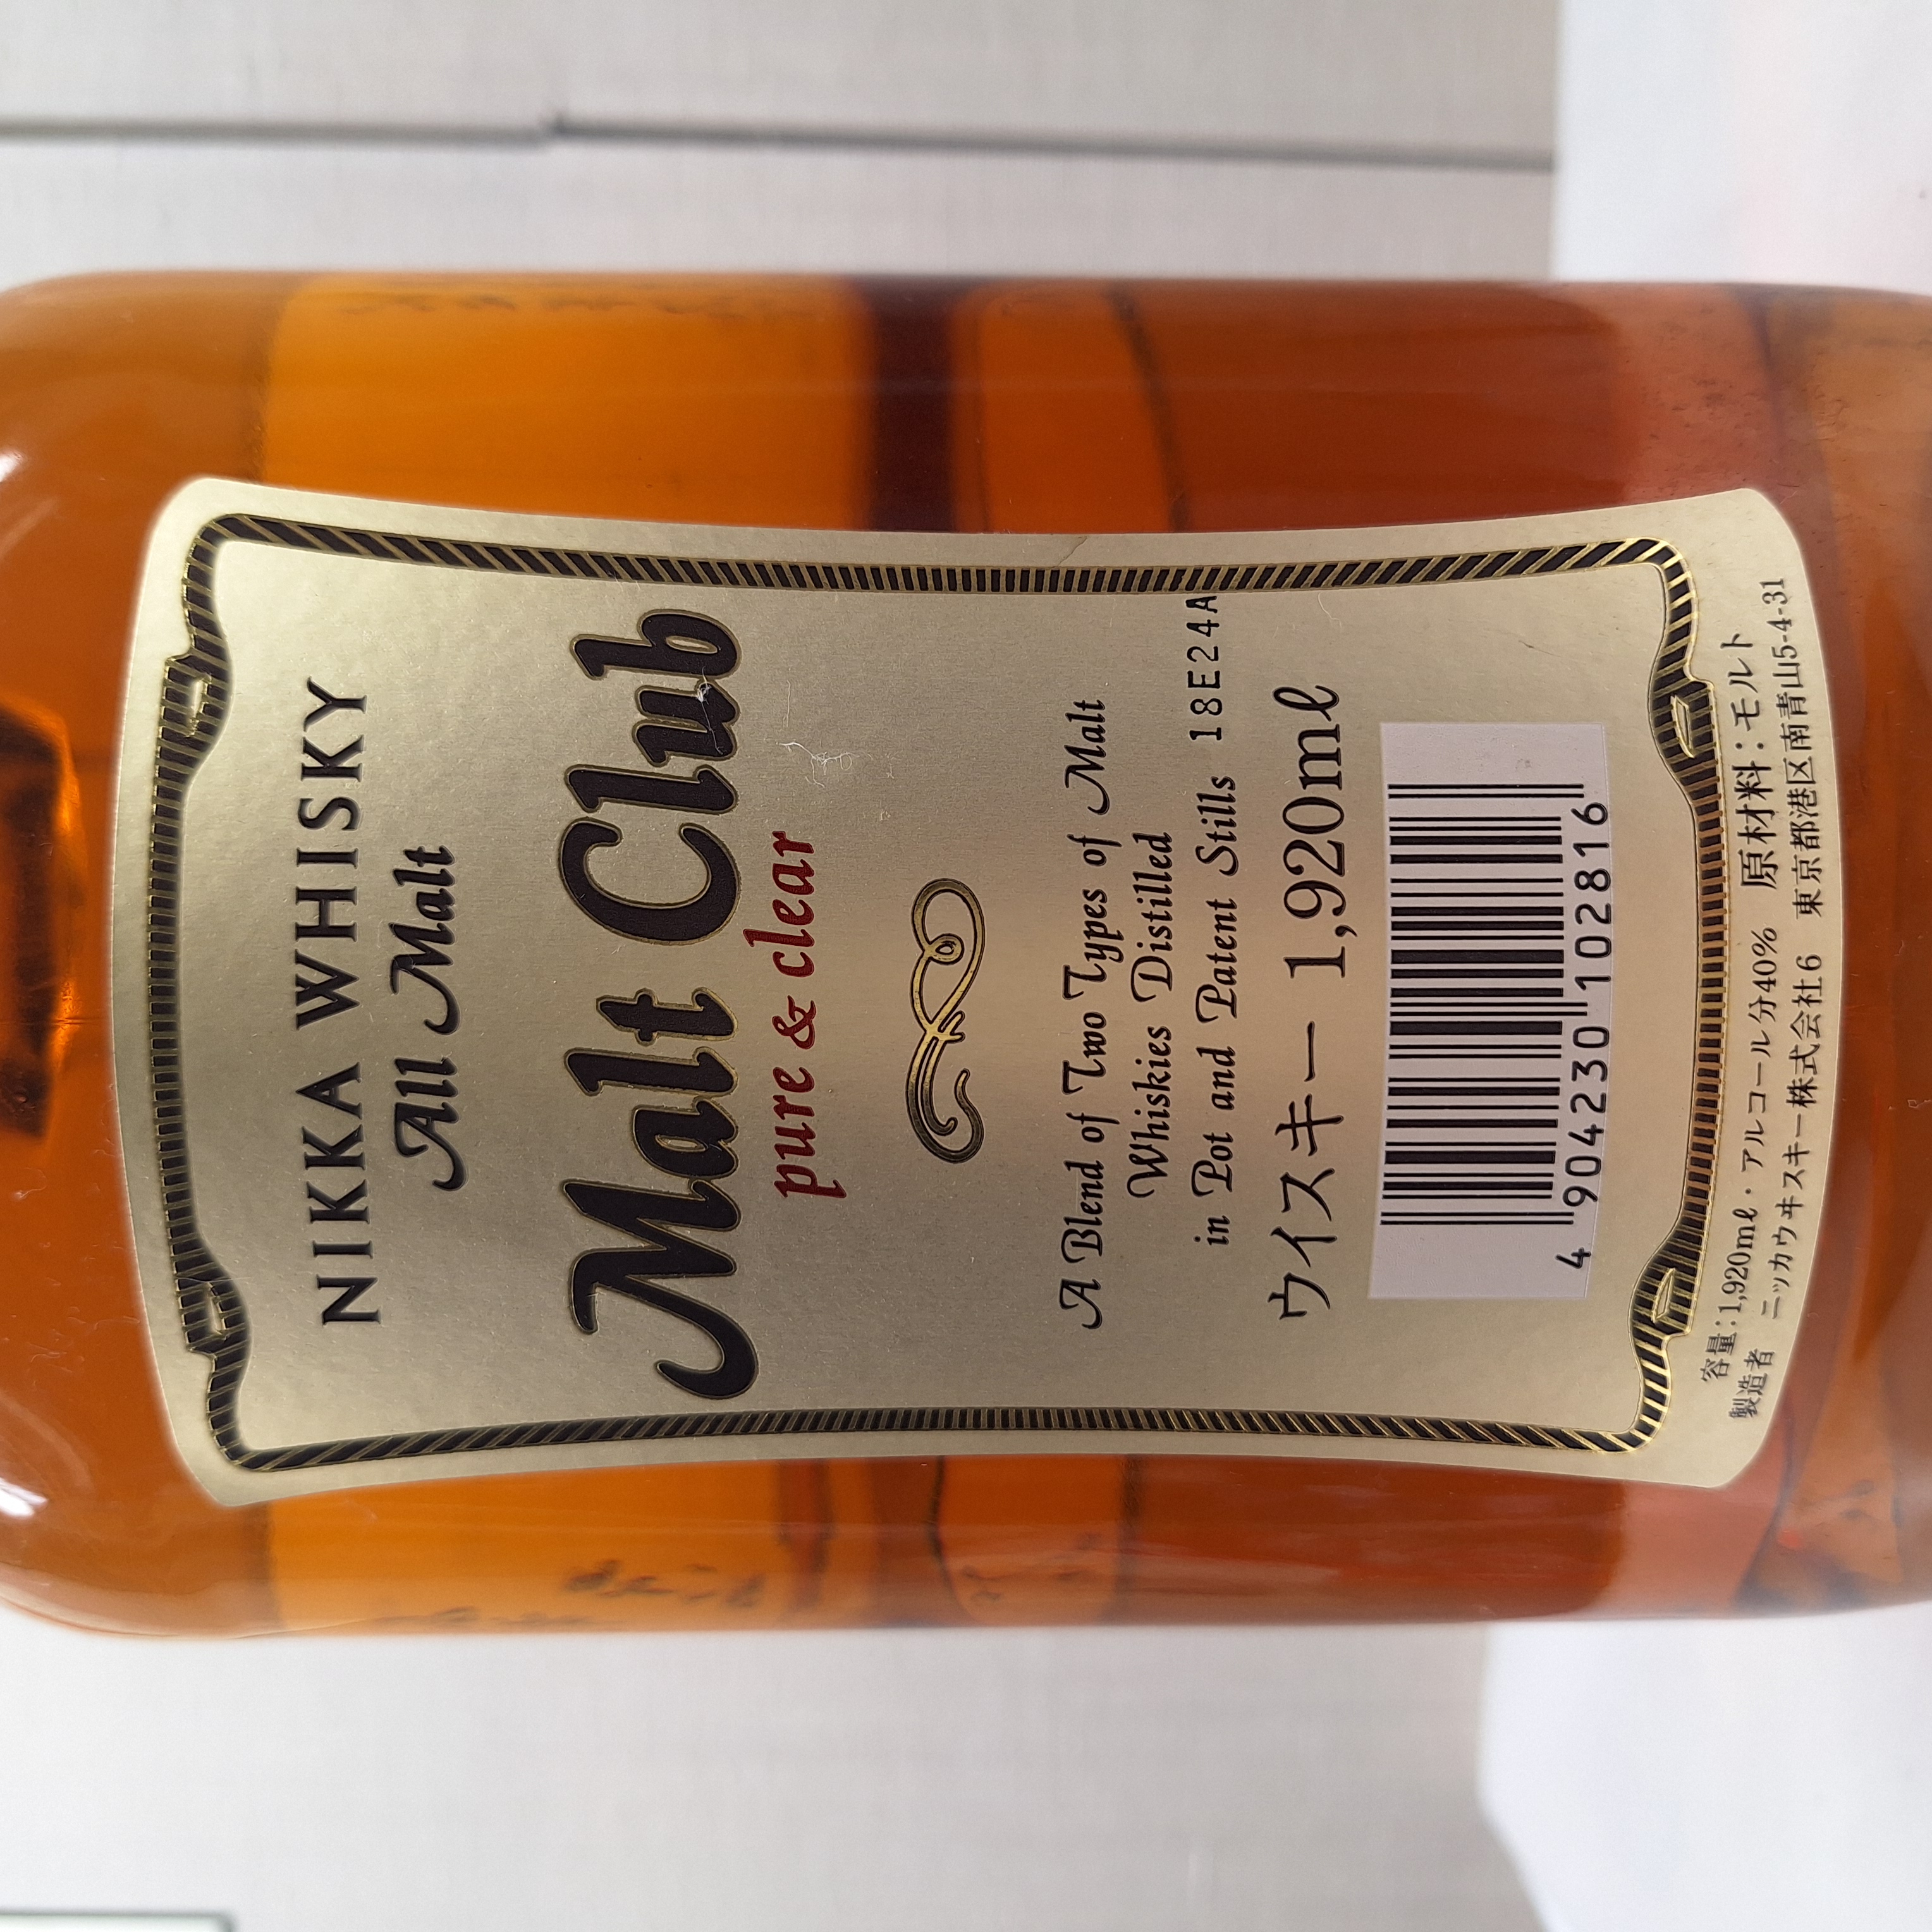 NIKKA WHISKY
All Malt
Malt Club
pure & clear
A Blend of Two Types of Malt
Whiskies Distilled
in Pot and Patent Stills 18E24A
ウイスキー 1,920mℓ
4 904230 102816
容量:1,920mℓ・アルコール分40% 原材料:モルト
製造者 ニッカウヰスキー株式会社6 東京都港区南青山5-4-31